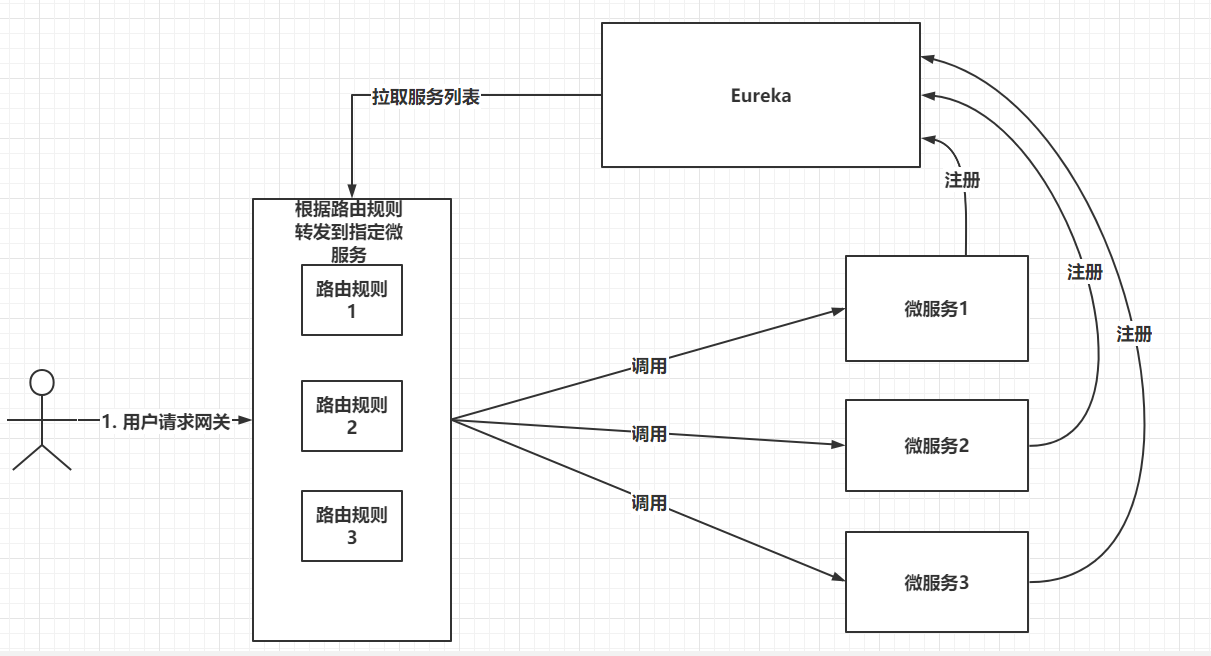 Eureka
拉取服务列表
注册
根据路由规则
转发到指定微
服务
路由规则
1
微服务1
注册
注册
调用
路由规则
2
1. 用户请求网关
调用
微服务2
路由规则
3
调用
微服务3